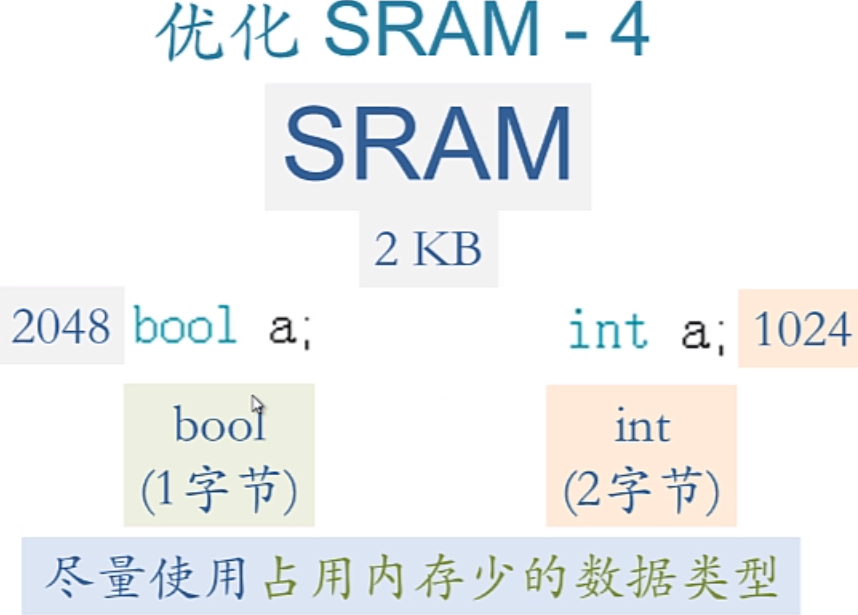 优化 SRAM - 4
SRAM
2 KB
2048 bool a; int a; 1024
bool int
(1字节) (2字节)
尽量使用占用内存少的数据类型